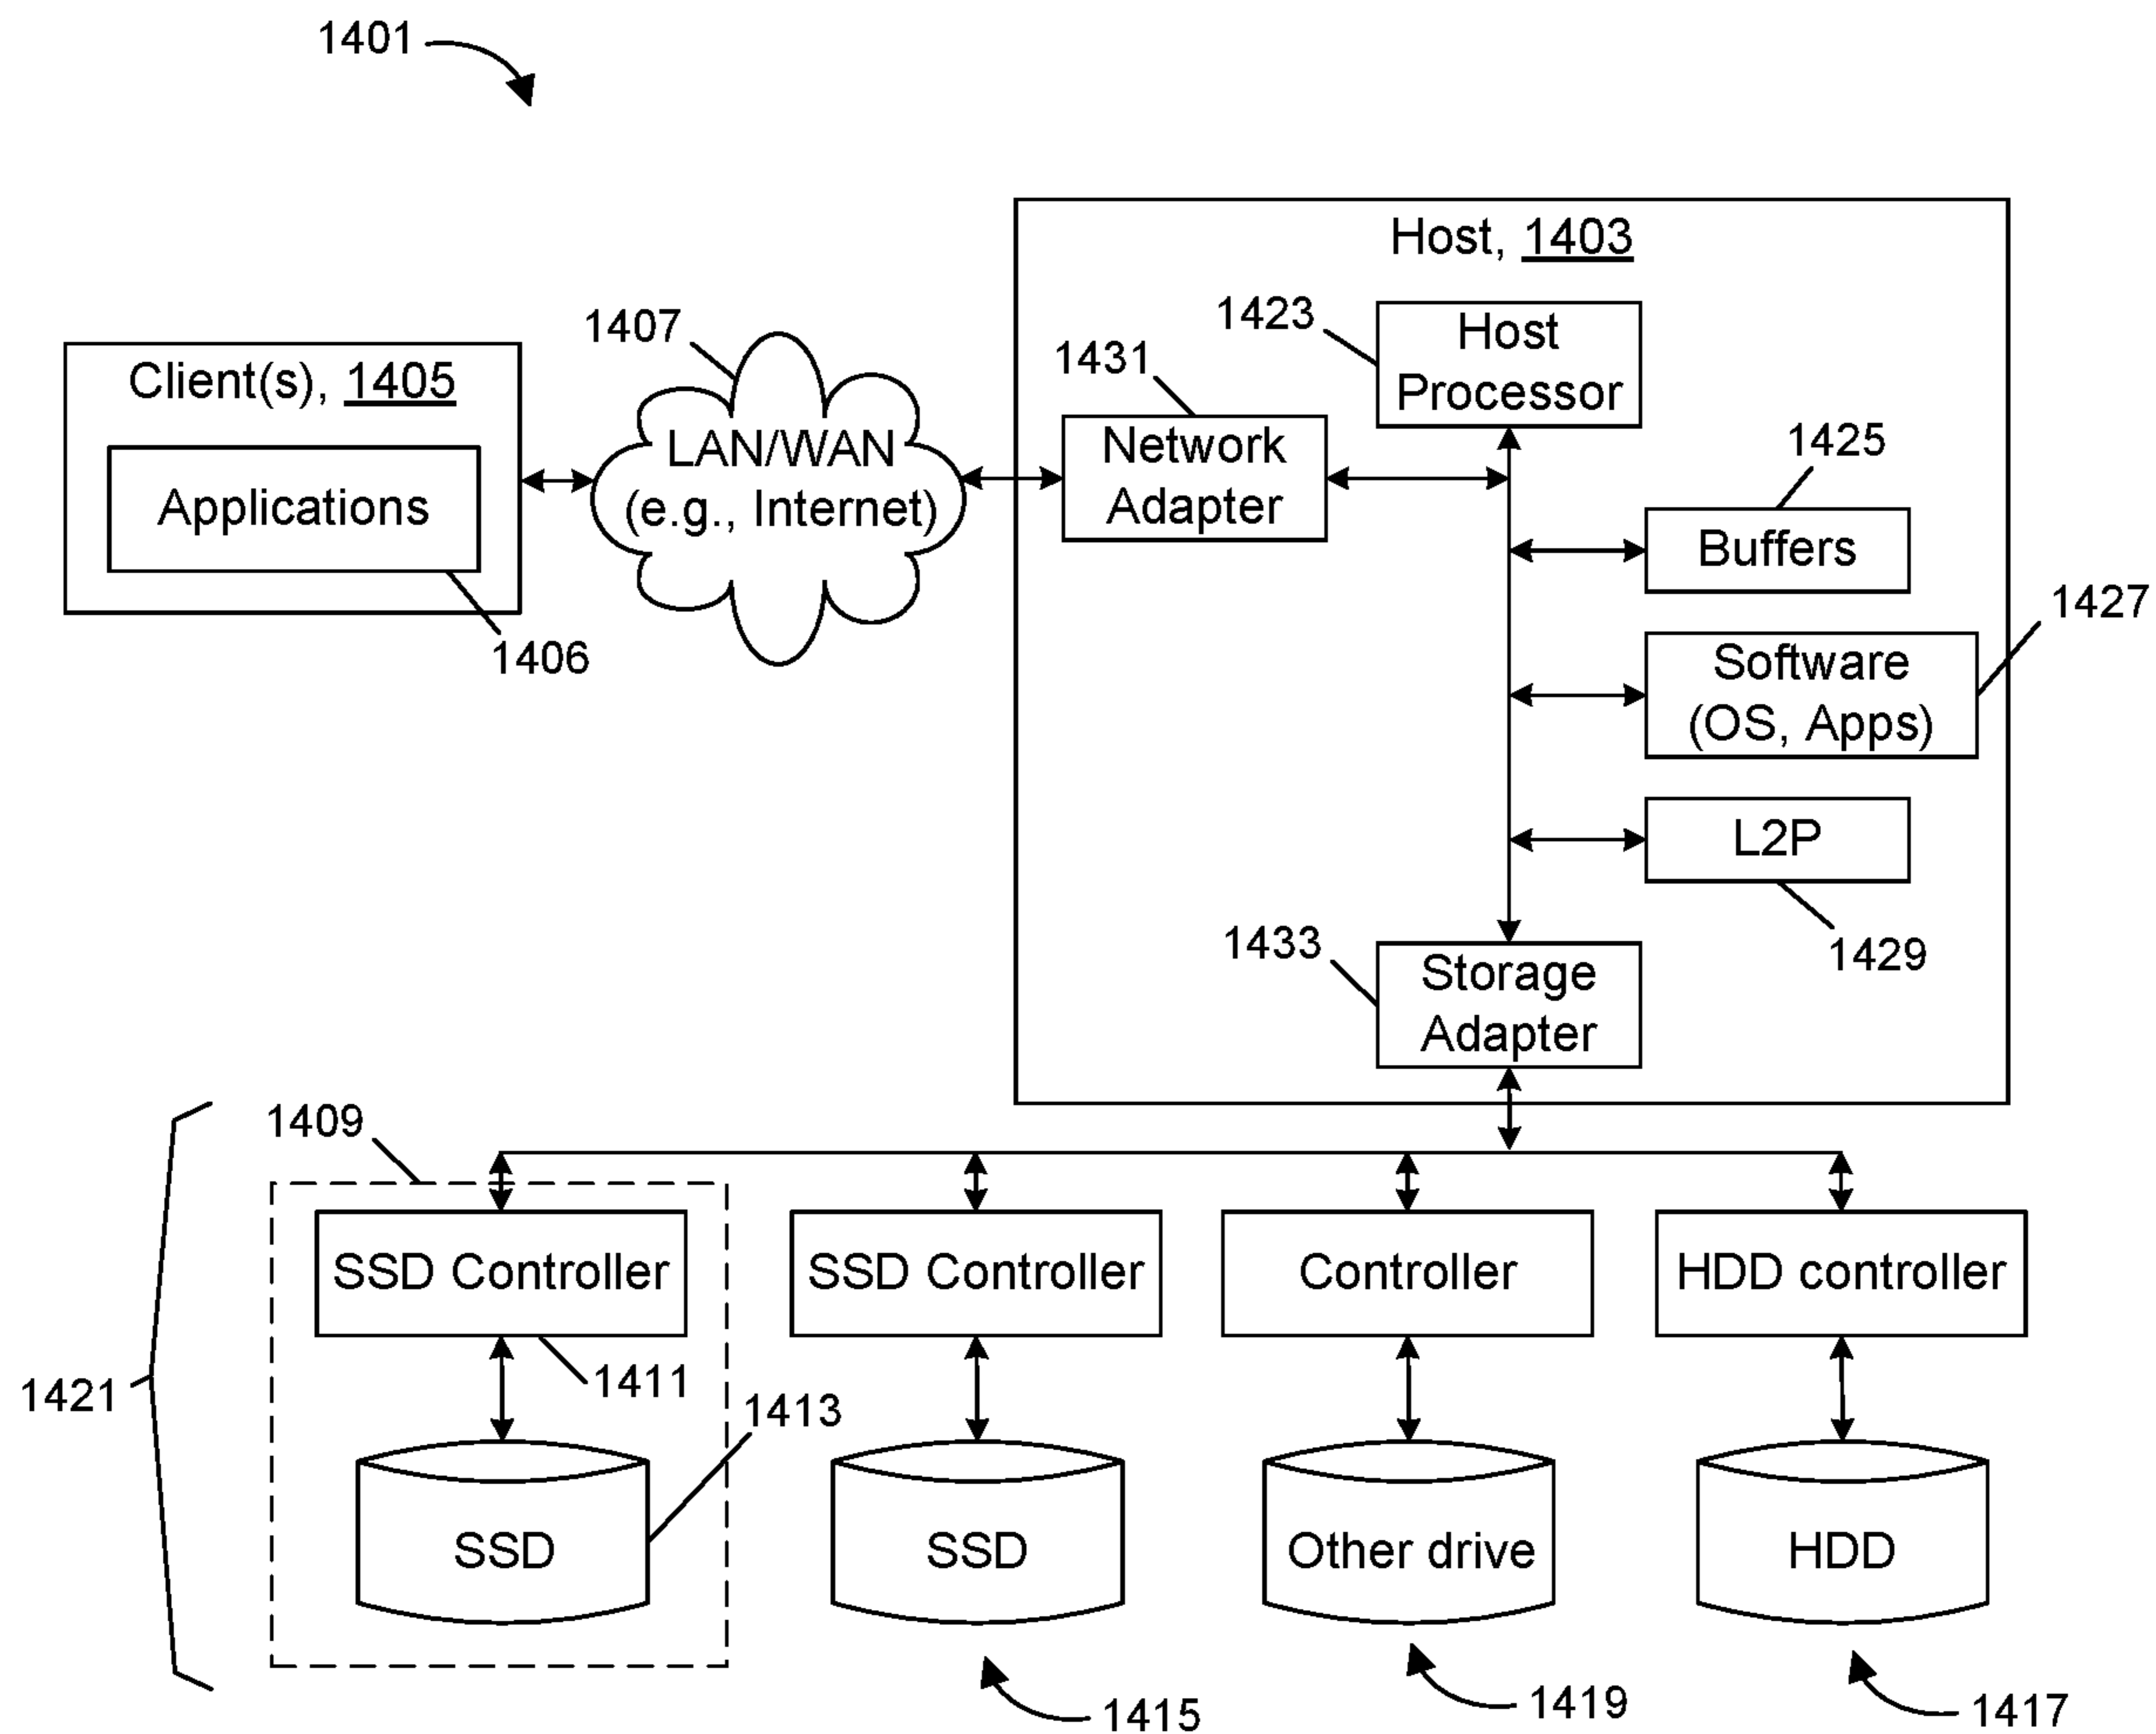 1401
Host, 1403
1423
Host
Processor
1407
1431
Client(s), 1405
Applications
1406
LAN/WAN
(e.g., Internet)
Network
Adapter
1425
Buffers
1427
Software
(OS, Apps)
L2P
1429
1433
Storage
Adapter
1409
SSD Controller
SSD Controller
Controller
HDD controller
1411
1421
1413
SSD
SSD
Other drive
HDD
1415
1419
1417